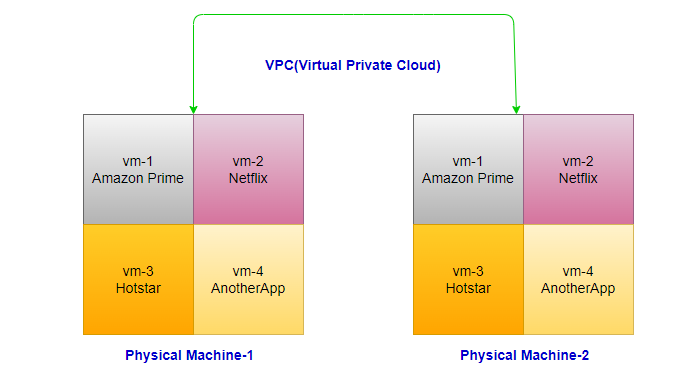 VPC(Virtual Private Cloud)
vm-1
Amazon Prime
vm-2
Netflix
vm-3
Hotstar
vm-4
AnotherApp
Physical Machine-1
vm-1
Amazon Prime
vm-2
Netflix
vm-3
Hotstar
vm-4
AnotherApp
Physical Machine-2